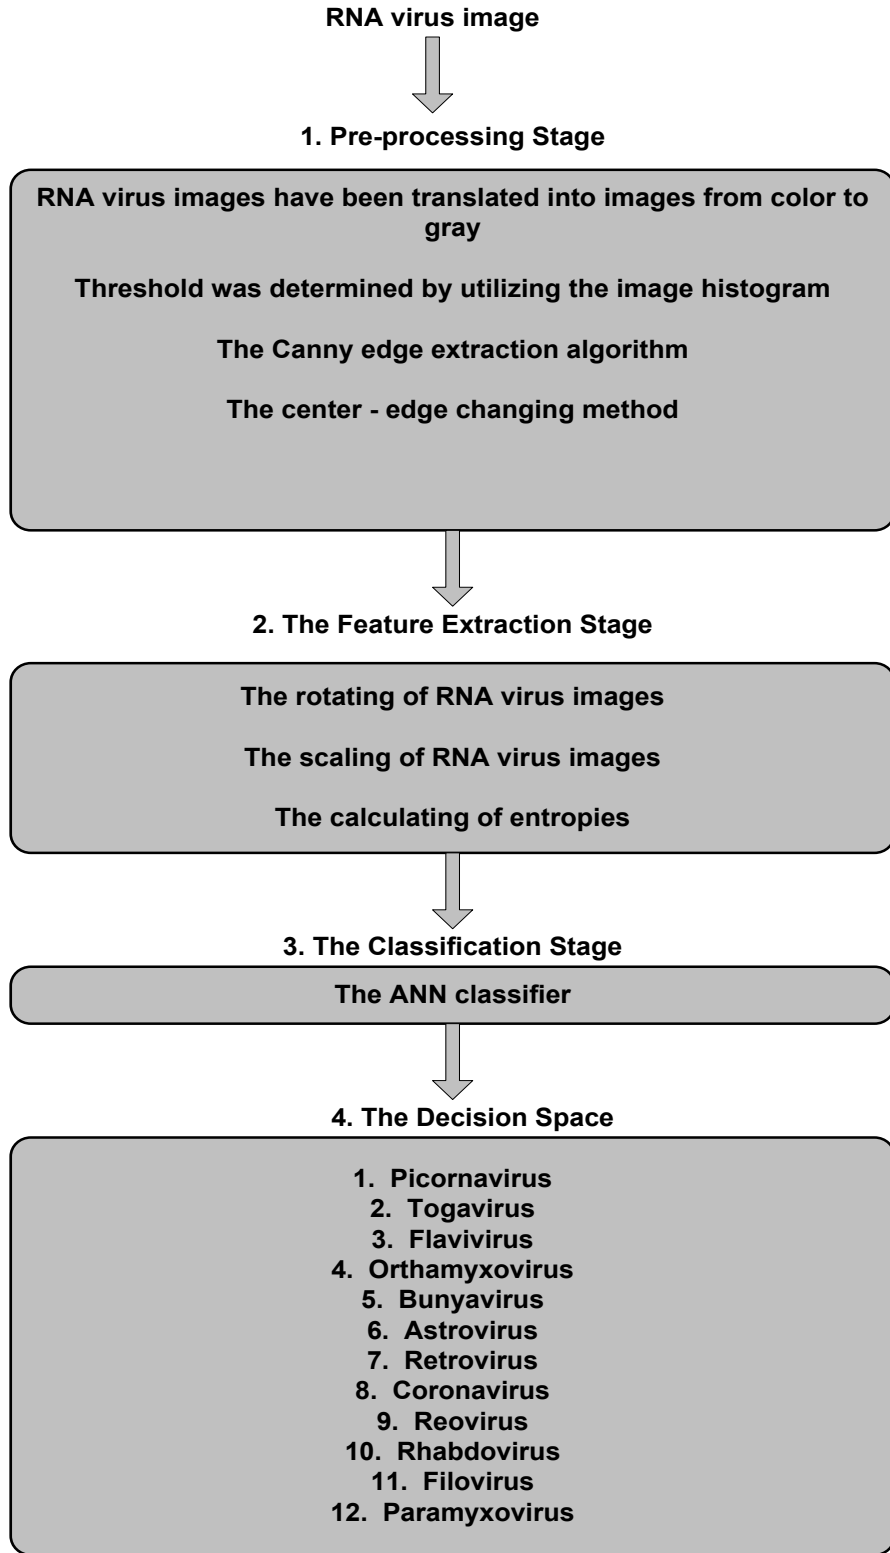 RNA virus image
1. Pre-processing Stage
RNA virus images have been translated into images from color to
gray
Threshold was determined by utilizing the image histogram
The Canny edge extraction algorithm
The center - edge changing method
2. The Feature Extraction Stage
The rotating of RNA virus images
The scaling of RNA virus images
The calculating of entropies
3. The Classification Stage
The ANN classifier
4. The Decision Space
1. Picornavirus
2. Togavirus
3. Flavivirus
4. Orthamyxovirus
5. Bunyavirus
6. Astrovirus
7. Retrovirus
8. Coronavirus
9. Reovirus
10. Rhabdovirus
11. Filovirus
12. Paramyxovirus